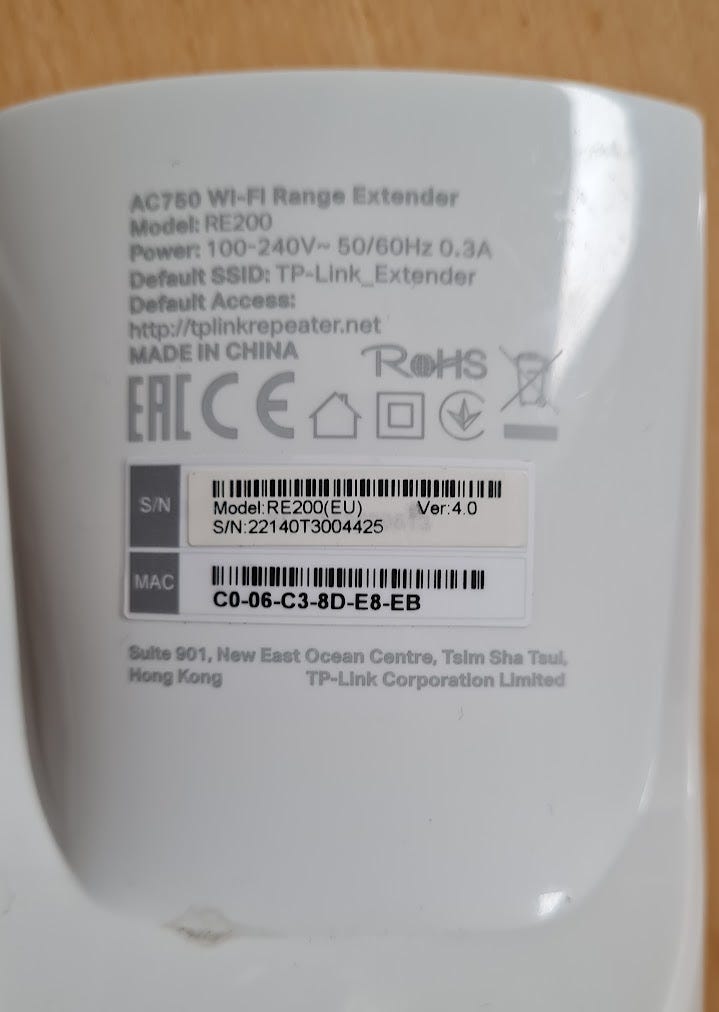 AC750 Wi-Fi Range Extender
Model: RE200
Power: 100-240V~ 50/60Hz 0.3A
Default SSID: TP-Link_Extender
Default Access:
http://tplinkrepeater.net
MADE IN CHINA
RoHS
EAC CE
S/N
Model:RE200(EU) Ver:4.0
S/N:22140T3004425
MAC
C0-06-C3-8D-E8-EB
Suite 901, New East Ocean Centre, Tsim Sha Tsui,
Hong Kong TP-Link Corporation Limited